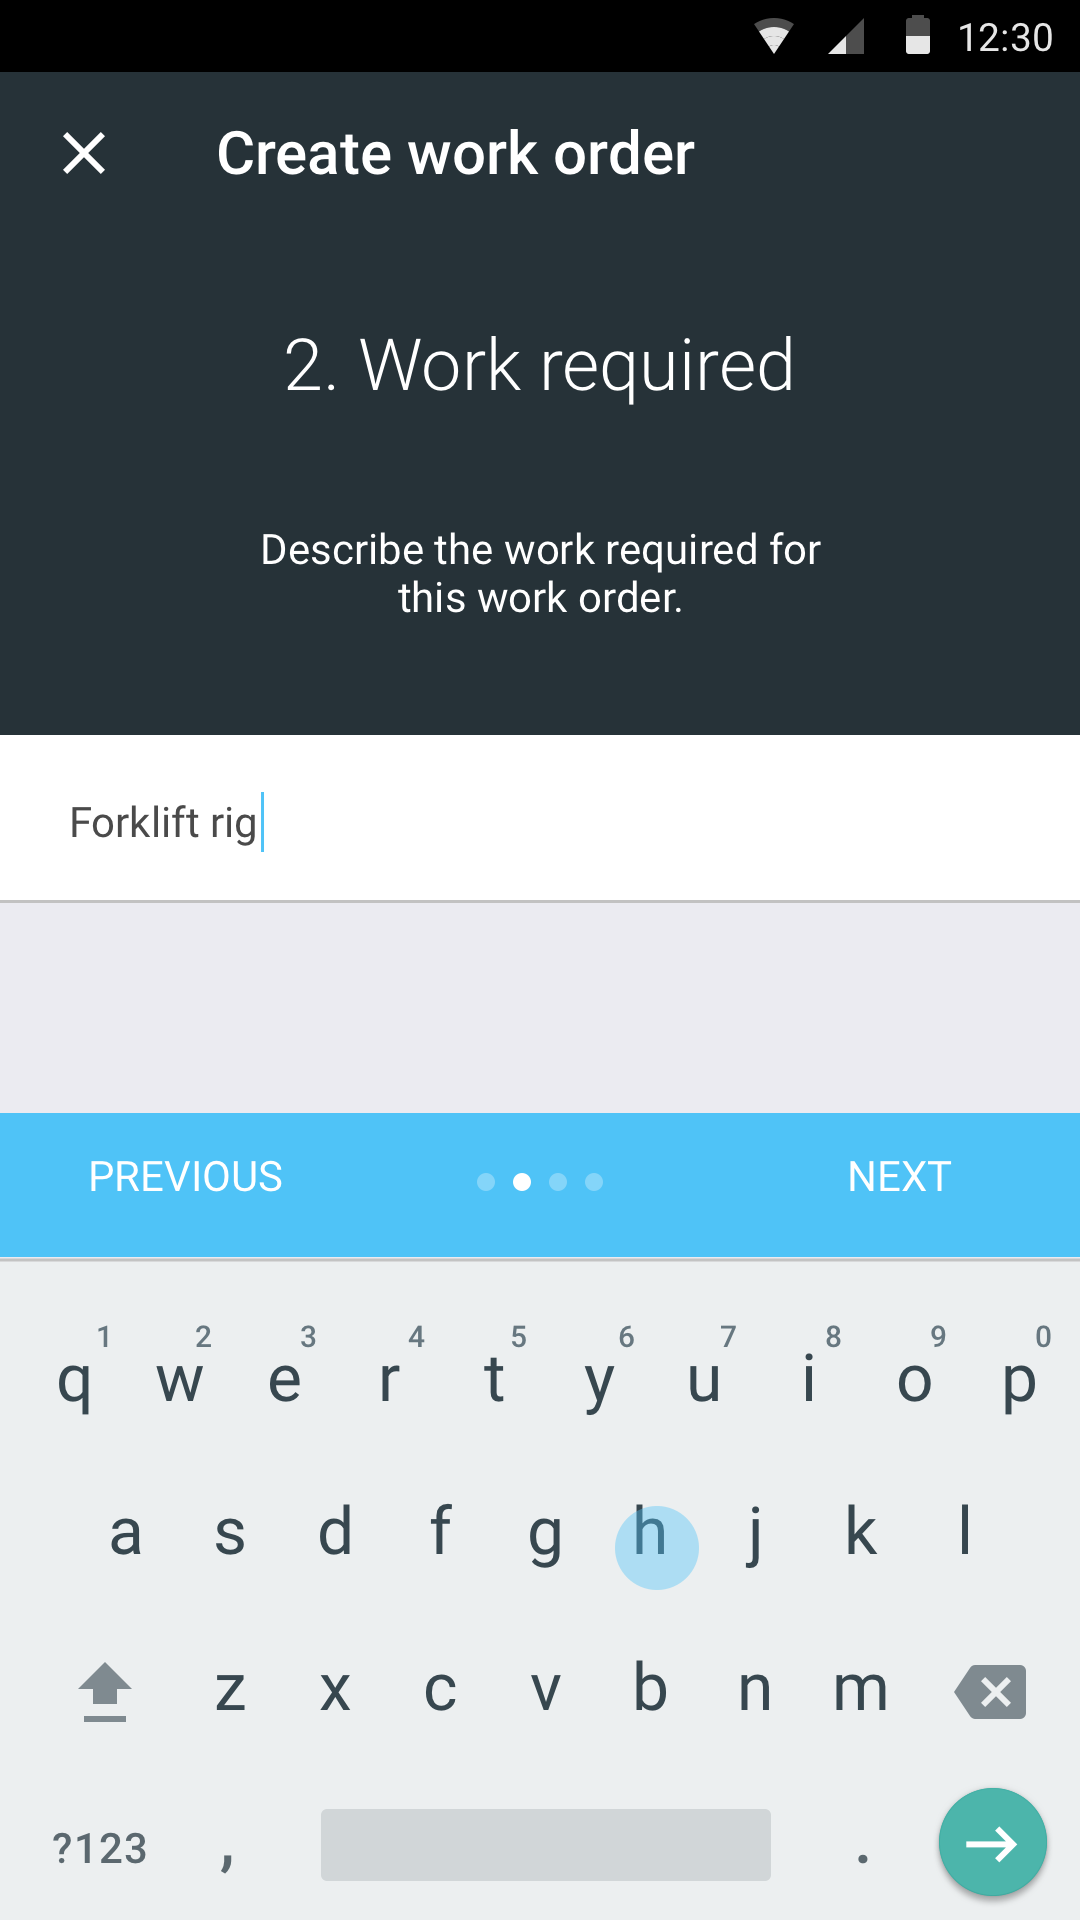 12:30
Create work order
2. Work required
Describe the work required for
this work order.
Forklift rig
PREVIOUS NEXT
1 2 3 4 5 6 7 8 9 0
q w e r t y u i o p
a s d f g h j k l
z x c v b n m
?123 , .